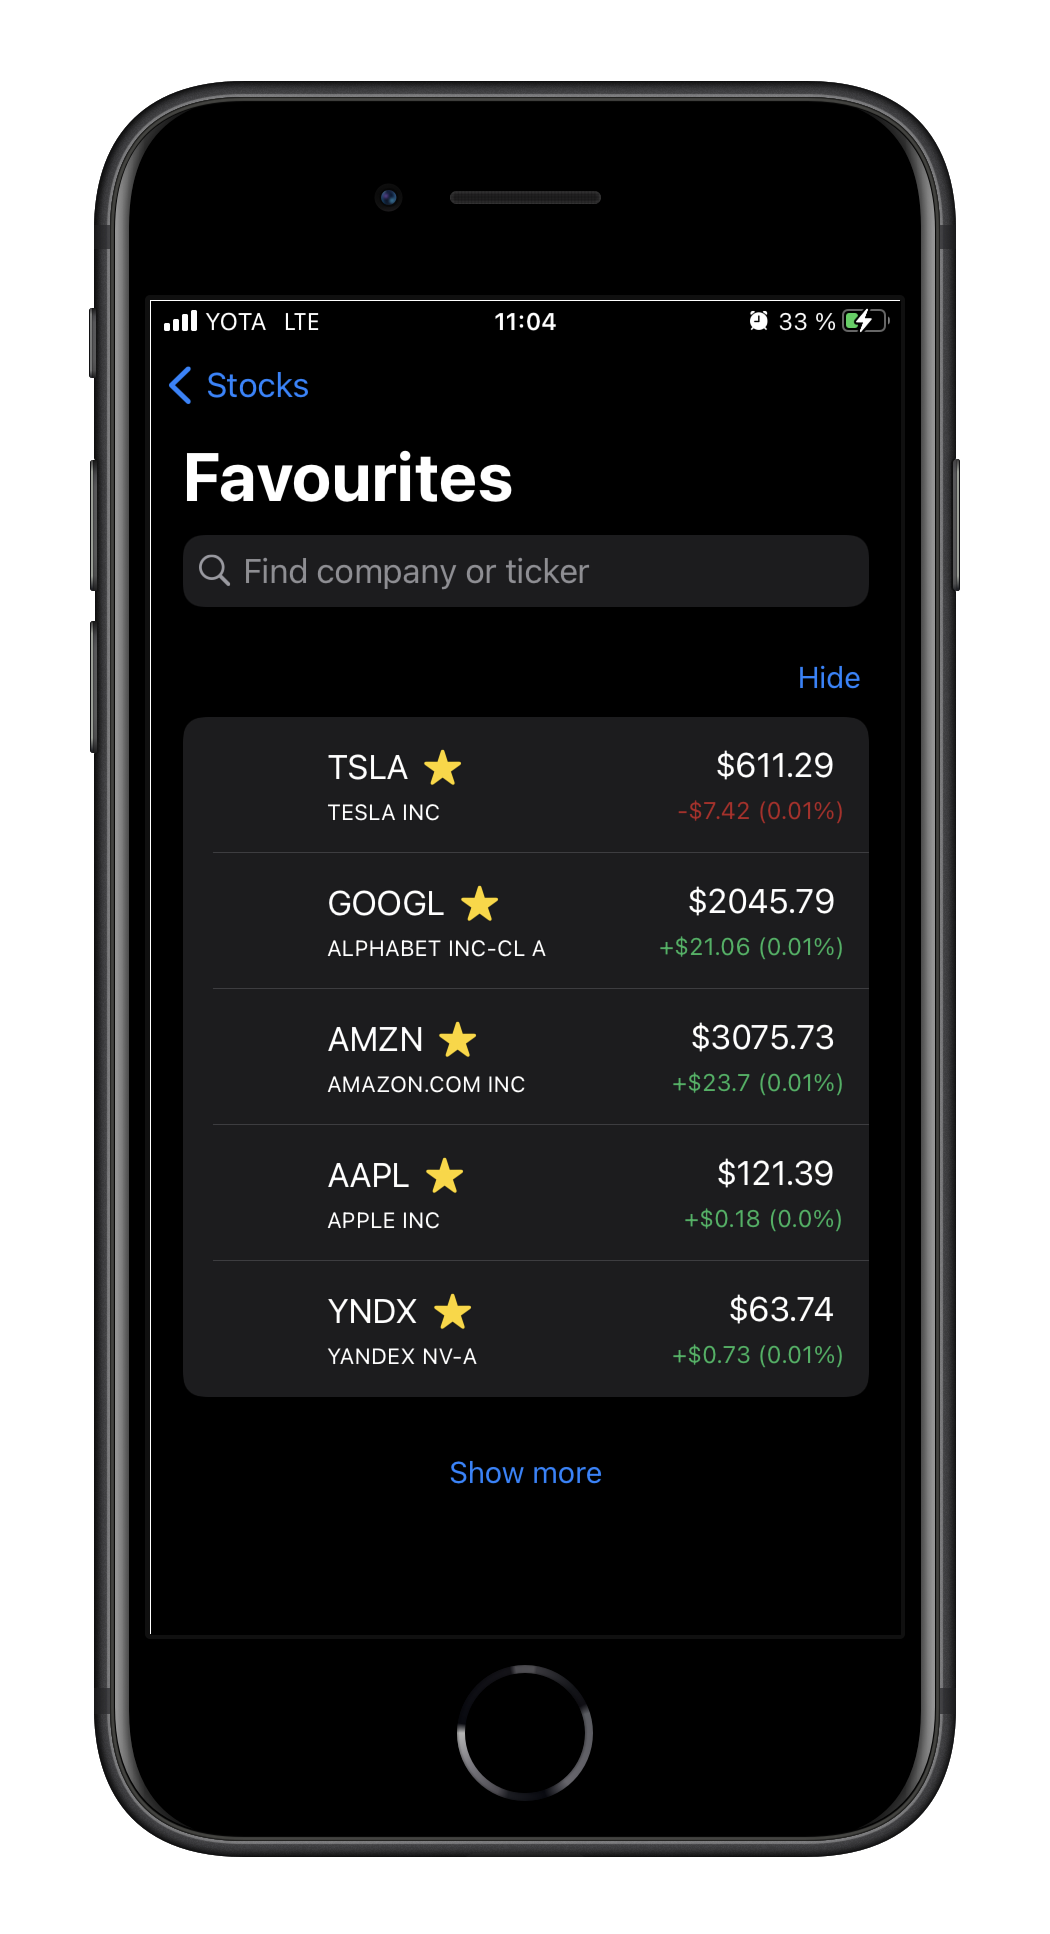 YOTA LTE 11:04 33 %
Stocks
Favourites
Find company or ticker
Hide
TSLA ⭐ $611.29
TESLA INC -$7.42 (0.01%)
GOOGL ⭐ $2045.79
ALPHABET INC-CL A +$21.06 (0.01%)
AMZN ⭐ $3075.73
AMAZON.COM INC +$23.7 (0.01%)
AAPL ⭐ $121.39
APPLE INC +$0.18 (0.0%)
YNDX ⭐ $63.74
YANDEX NV-A +$0.73 (0.01%)
Show more